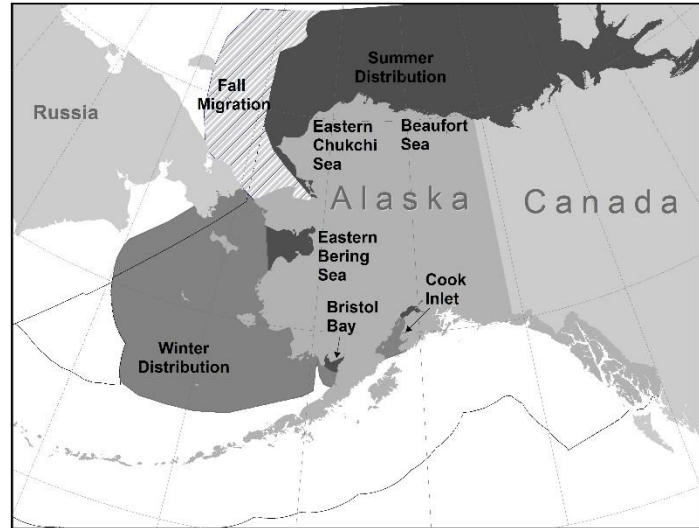 Summer
Distribution
Fall
Migration
Russia
Eastern
Chukchi
Sea
Beaufort
Sea
Alaska
Canada
Eastern
Bering
Sea
Cook
Inlet
Bristol
Bay
Winter
Distribution